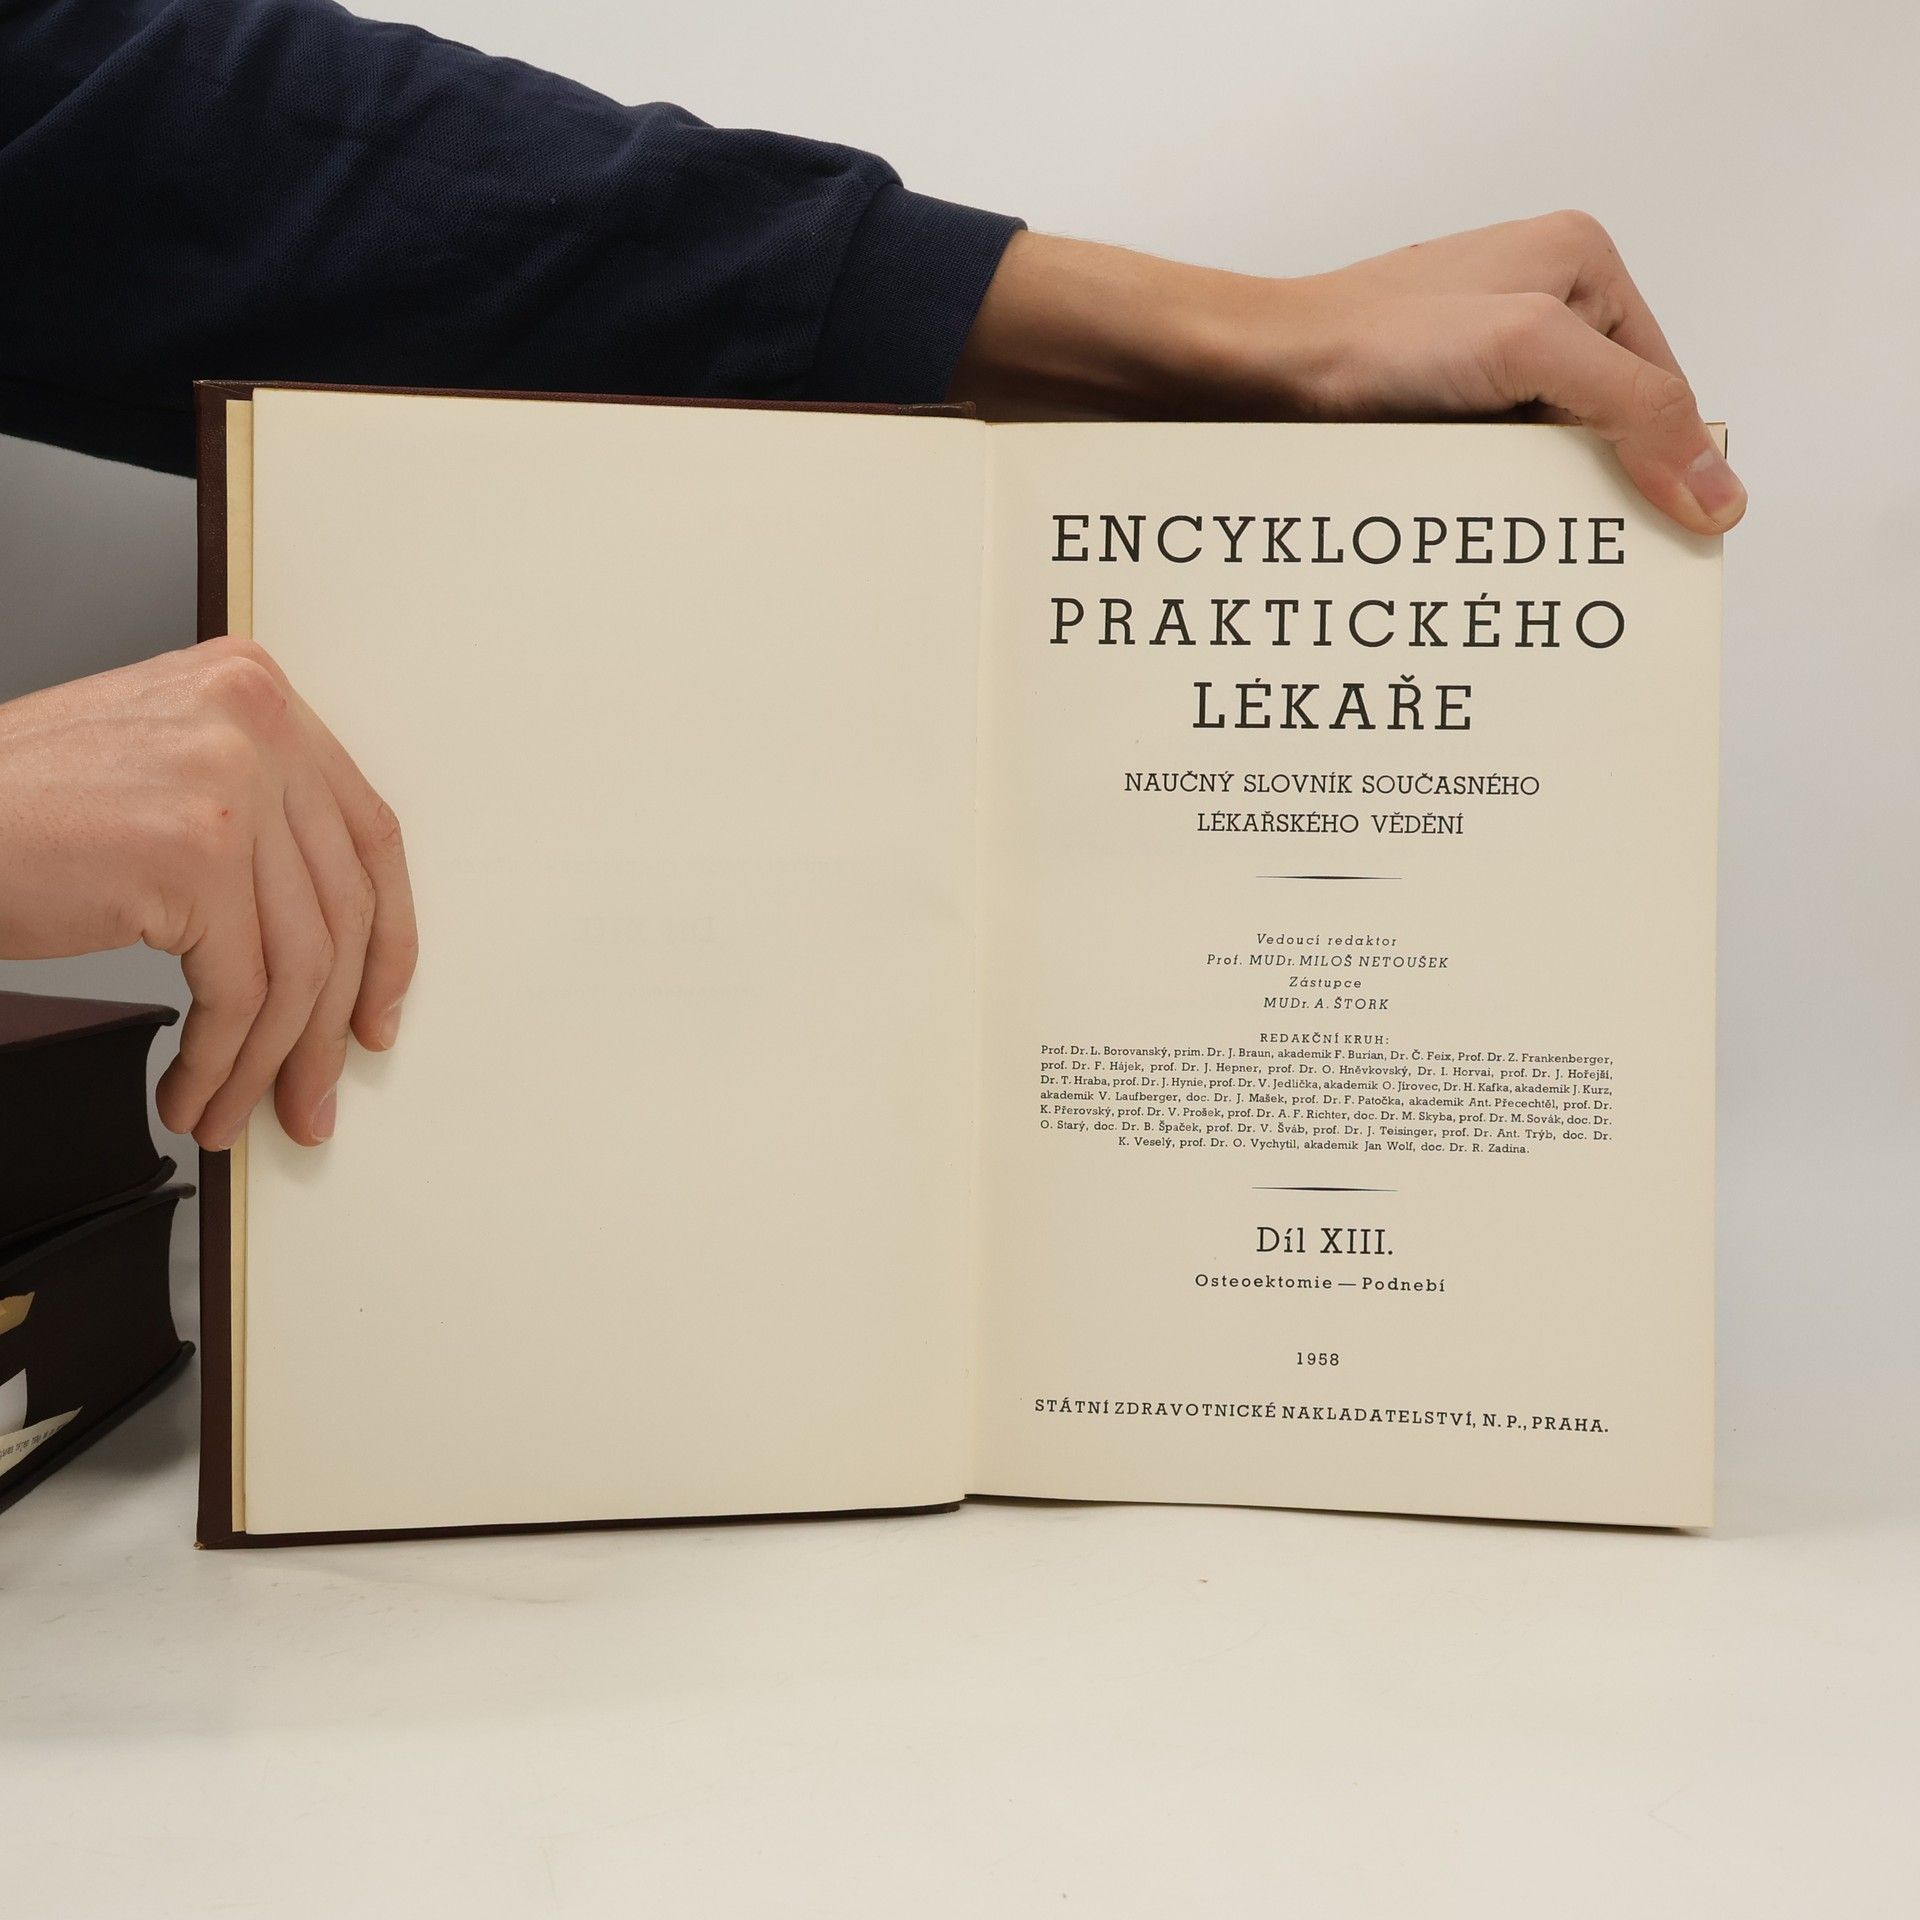 ENCYKLOPEDIE
PRAKTICKÉHO
LÉKAŘE
NAUČNÝ SLOVNÍK SOUČASNÉHO
LÉKAŘSKÉHO VĚDĚNÍ
Vedoucí redaktor
Prof. MUDr. MILOŠ NETOUŠEK
Zástupce
MUDr. A. ŠTORK
REDAKČNÍ KRUH:
Prof. Dr. L. Borovanský, prim. Dr. J. Braun, akademik F. Burian, Dr. Č. Feix, Prof. Dr. Z. Frankenberger,
prof. Dr. F. Hájek, prof. Dr. J. Hepner, prof. Dr. O. Hněvkovský, Dr. I. Horvai, prof. Dr. J. Hořejší,
Dr. T. Hraba, prof. Dr. J. Hynie, prof. Dr. V. Jedlička, akademik O. Jírovec, Dr. H. Kafka, akademik J. Kurz,
akademik V. Laufberger, doc. Dr. J. Mašek, prof. Dr. F. Patočka, akademik Ant. Přecechtěl, prof. Dr.
K. Přerovský, prof. Dr. V. Prošek, prof. Dr. A. F. Richter, doc. Dr. M. Skyba, prof. Dr. M. Sovák, doc. Dr.
O. Starý, doc. Dr. B. Špaček, prof. Dr. V. Šváb, prof. Dr. J. Teisinger, prof. Dr. Ant. Trýb, doc. Dr.
K. Veselý, prof. Dr. O. Vychytil, akademik Jan Wolf, doc. Dr. R. Zadina.
Díl XIII.
Osteoektomie — Podnebí
1958
STÁTNÍ ZDRAVOTNICKÉ NAKLADATELSTVÍ, N. P., PRAHA.